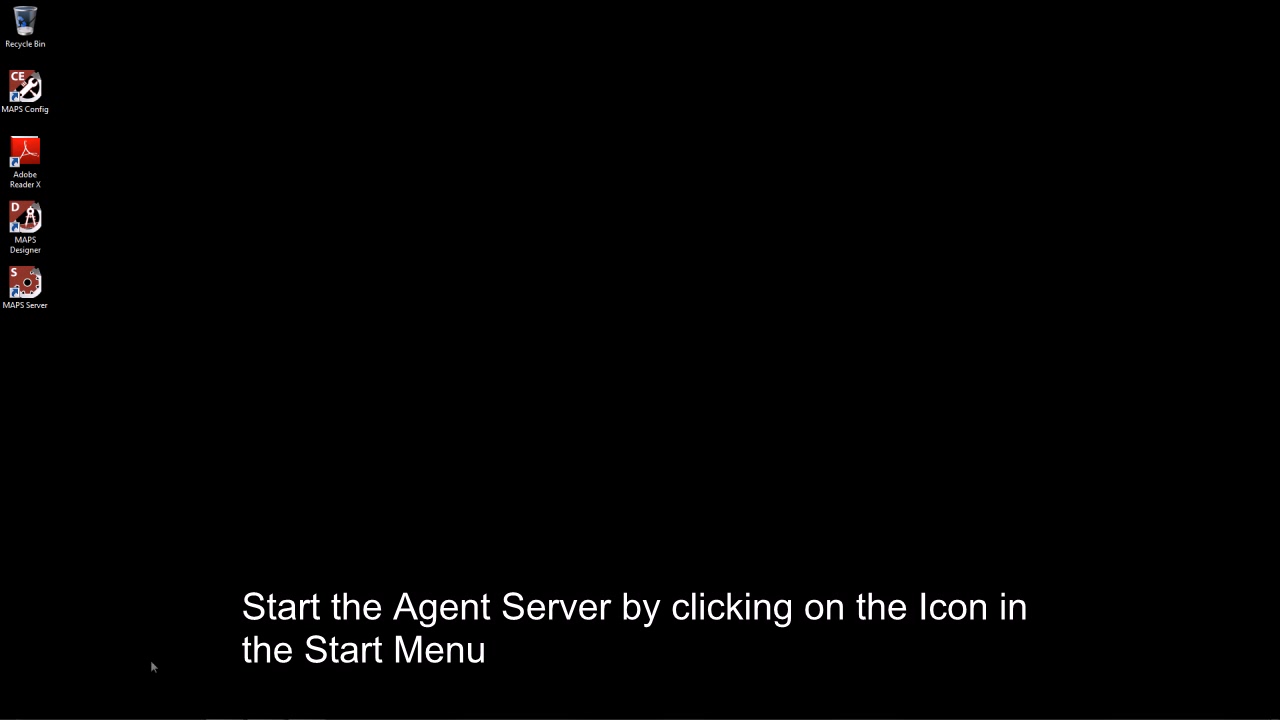 Recycle Bin
CE
MAPS Config
Adobe
Reader X
D
MAPS
Designer
S
MAPS Server
Start the Agent Server by clicking on the Icon in
the Start Menu